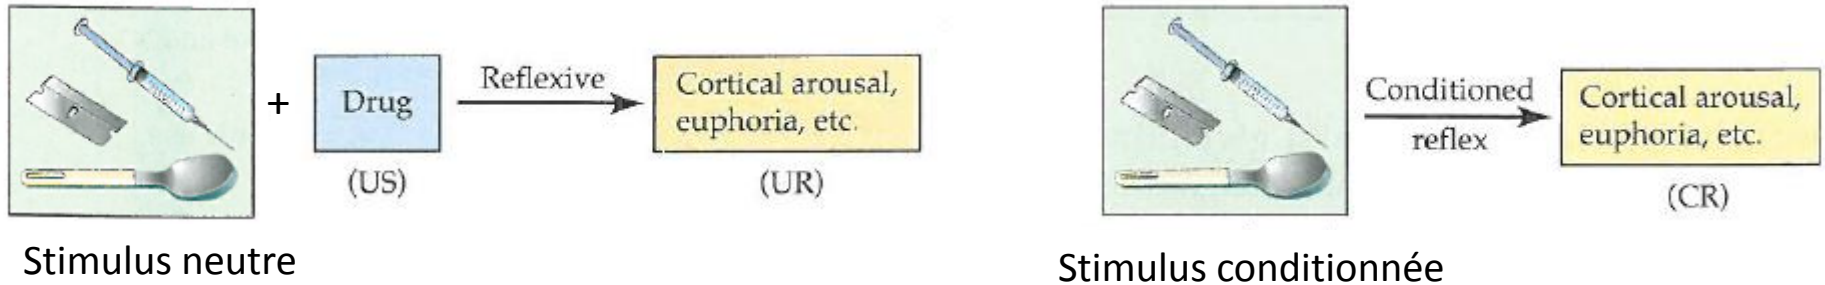 +
Drug
(US)
Reflexive
Cortical arousal,
euphoria, etc.
(UR)
Stimulus neutre
Conditioned
reflex
Cortical arousal,
euphoria, etc.
(CR)
Stimulus conditionnée